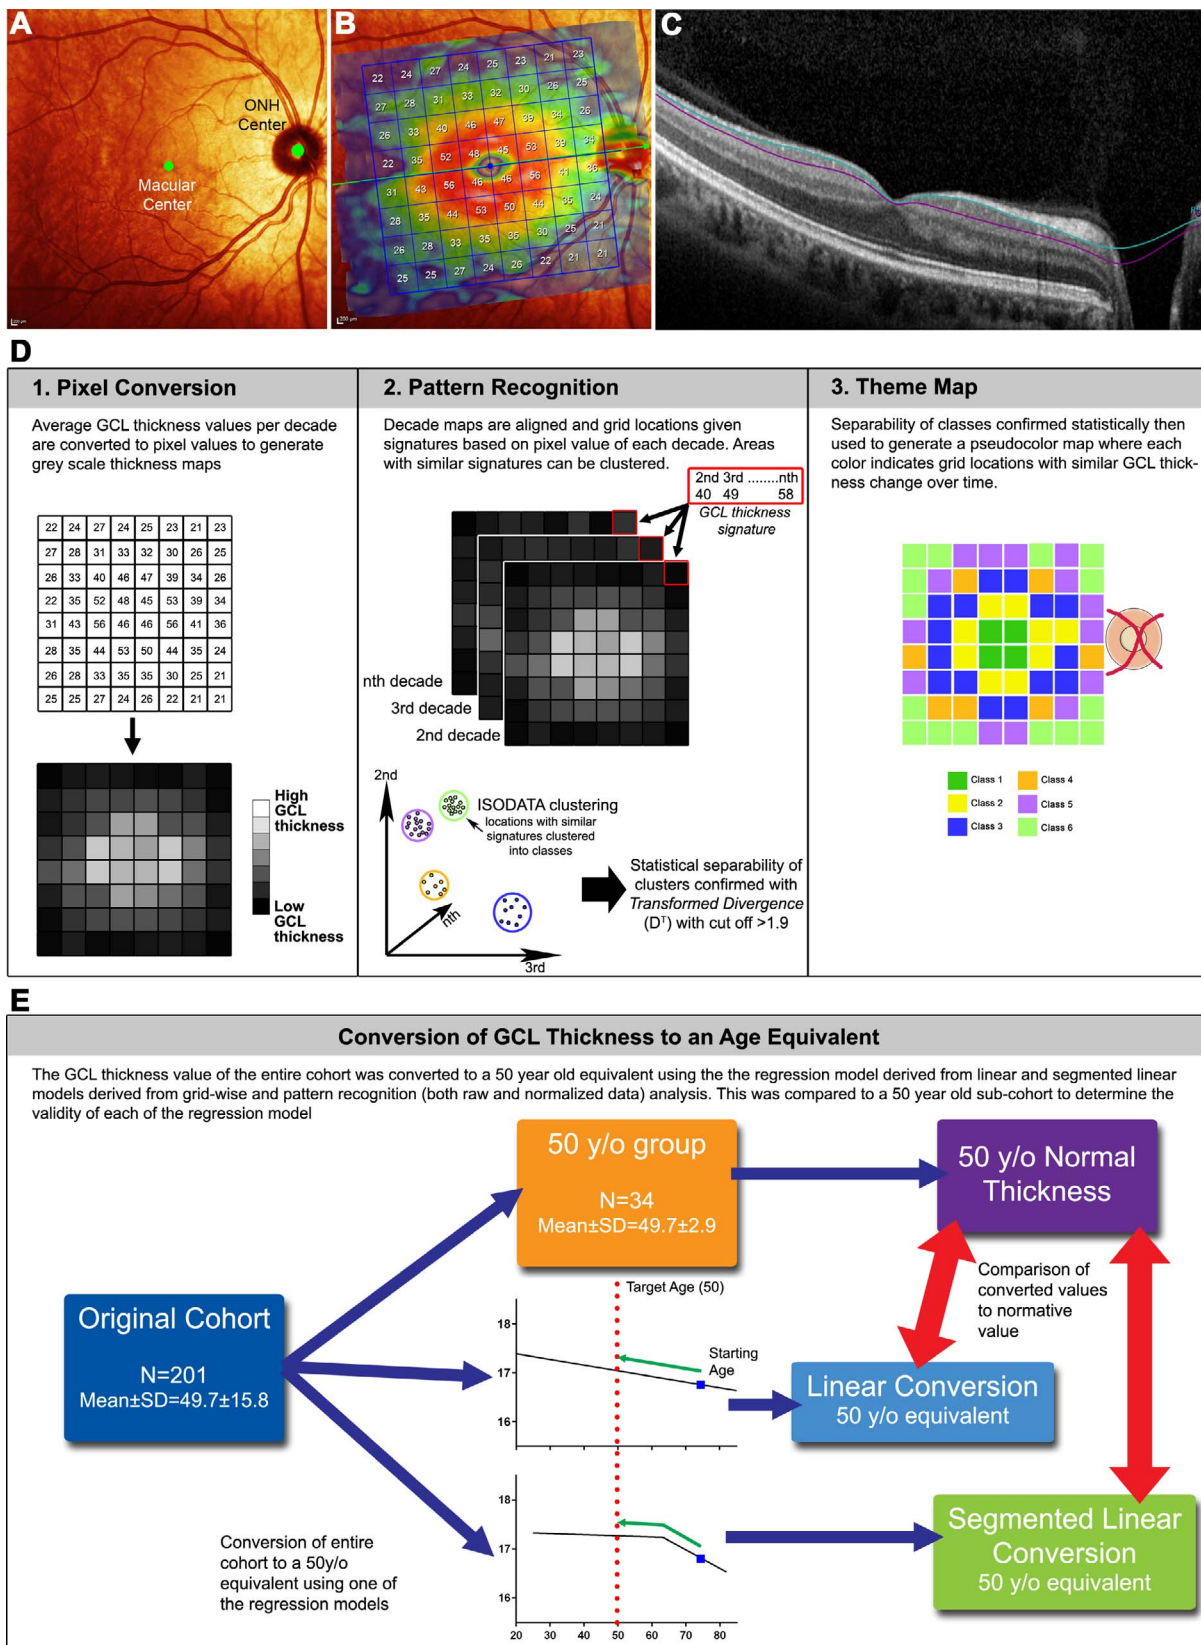 A
B
C
ONH
Center
Macular
Center
200 µm
22 24 27 24 25 23 21 23
27 28 31 33 32 30 26 25
26 33 40 46 47 39 34 26
22 35 52 48 45 53 39 34
31 43 56 46 46 56 41 36
28 35 44 53 50 44 35 24
26 28 33 35 35 30 25 21
25 25 27 24 26 22 21 21
200 µm
D
1. Pixel Conversion
Average GCL thickness values per decade
are converted to pixel values to generate
grey scale thickness maps
22 24 27 24 25 23 21 23
27 28 31 33 32 30 26 25
26 33 40 46 47 39 34 26
22 35 52 48 45 53 39 34
31 43 56 46 46 56 41 36
28 35 44 53 50 44 35 24
26 28 33 35 35 30 25 21
25 25 27 24 26 22 21 21
High
GCL
thickness
Low
GCL
thickness
2. Pattern Recognition
Decade maps are aligned and grid locations given
signatures based on pixel value of each decade. Areas
with similar signatures can be clustered.
2nd 3rd ........nth
40 49 58
GCL thickness
signature
nth decade
3rd decade
2nd decade
2nd
nth
3rd
ISODATA clustering
locations with similar
signatures clustered
into classes
Statistical separability of
clusters confirmed with
Transformed Divergence
(Dᵀ) with cut off >1.9
3. Theme Map
Separability of classes confirmed statistically then
used to generate a pseudocolor map where each
color indicates grid locations with similar GCL thick-
ness change over time.
Class 1
Class 2
Class 3
Class 4
Class 5
Class 6
E
Conversion of GCL Thickness to an Age Equivalent
The GCL thickness value of the entire cohort was converted to a 50 year old equivalent using the the regression model derived from linear and segmented linear
models derived from grid-wise and pattern recognition (both raw and normalized data) analysis. This was compared to a 50 year old sub-cohort to determine the
validity of each of the regression model
50 y/o group
N=34
Mean±SD=49.7±2.9
50 y/o Normal
Thickness
Original Cohort
N=201
Mean±SD=49.7±15.8
Target Age (50)
18
17
16
Starting
Age
Comparison of
converted values
to normative
value
Linear Conversion
50 y/o equivalent
18
17
16
20 30 40 50 60 70 80
Segmented Linear
Conversion
50 y/o equivalent
Conversion of entire
cohort to a 50y/o
equivalent using one of
the regression models